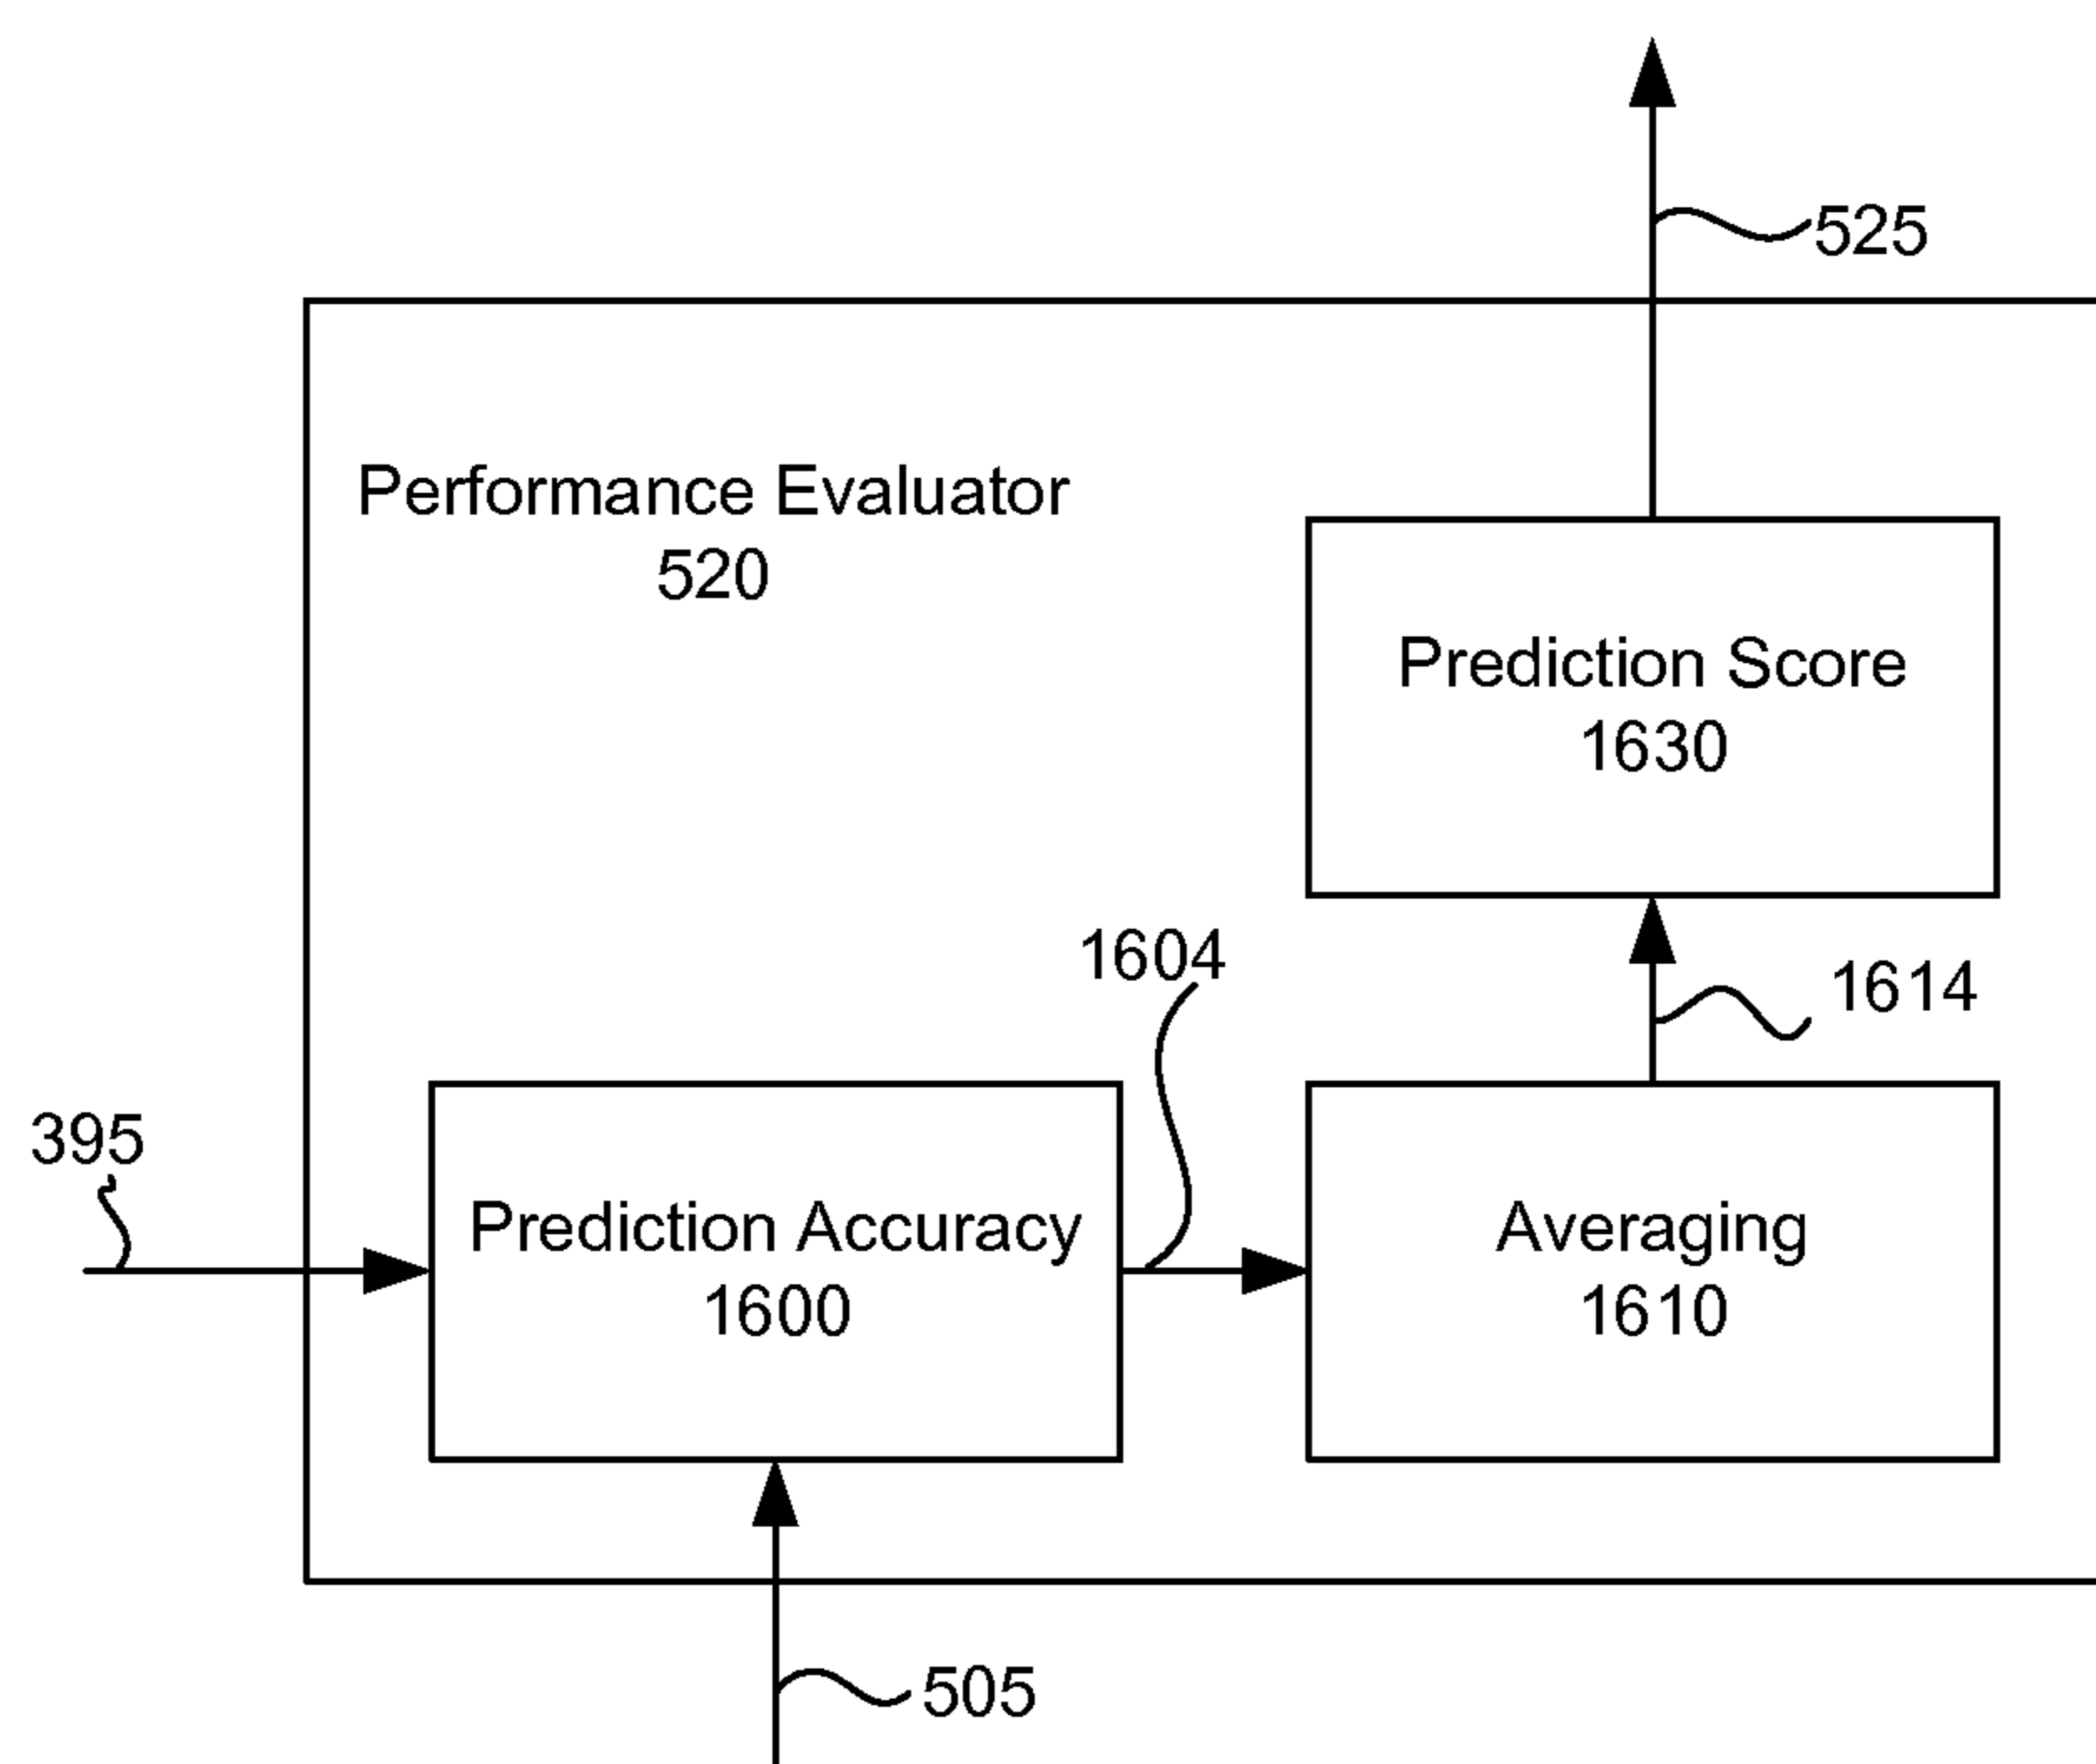 525
Performance Evaluator
520
Prediction Score
1630
1604
1614
395
Prediction Accuracy
1600
Averaging
1610
505